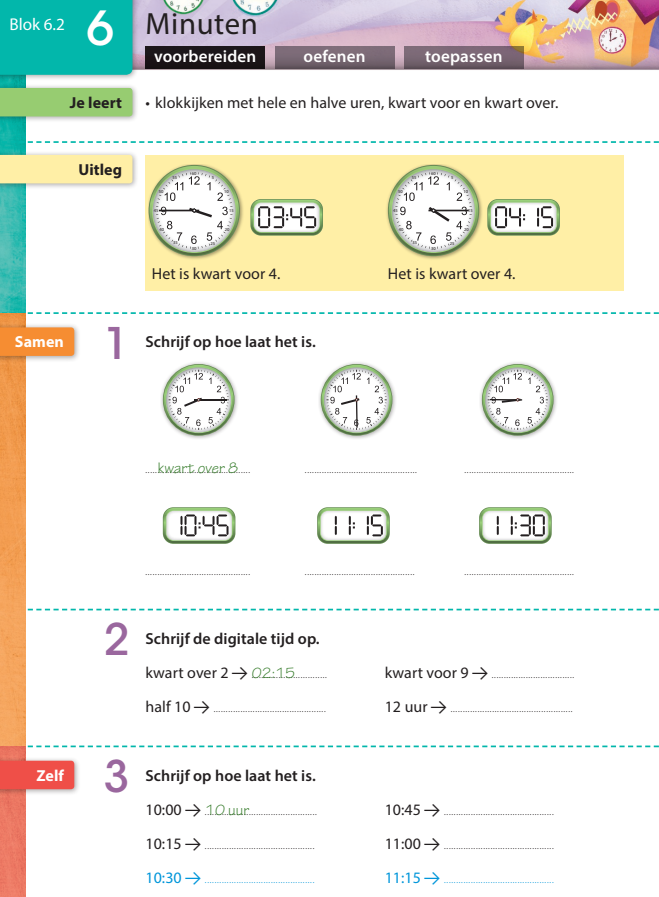 Blok 6.2 6 Minuten
voorbereiden oefenen toepassen
Je leert • klokkijken met hele en halve uren, kwart voor en kwart over.
Uitleg
03:45 04:15
Het is kwart voor 4. Het is kwart over 4.
Samen 1 Schrijf op hoe laat het is.
kwart over 8
10:45 11:15 11:30
2 Schrijf de digitale tijd op.
kwart over 2 → 02:15 kwart voor 9 →
half 10 → 12 uur →
Zelf 3 Schrijf op hoe laat het is.
10:00 → 10 uur 10:45 →
10:15 → 11:00 →
10:30 → 11:15 →